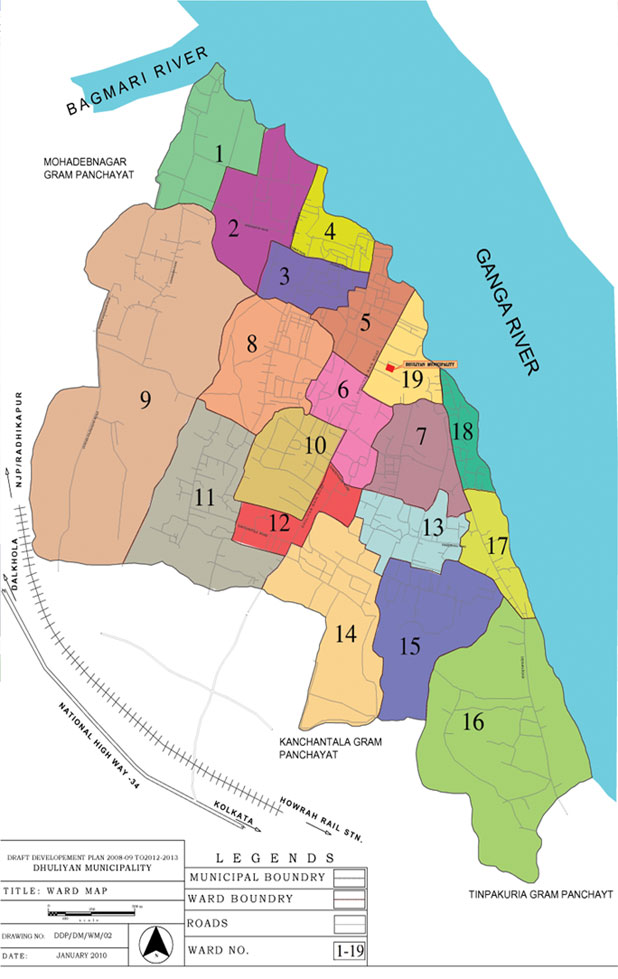 BAGMARI RIVER
MOHADEBNAGAR
GRAM PANCHAYAT
GANGA RIVER
1
2
4
3
5
8
DHULIYAN MUNICIPALITY
19
6
9
7
18
10
11
12
13
17
14
15
16
NJP/RADHIKAPUR
DALKHOLA
NATIONAL HIGH WAY -34
KOLKATA
HOWRAH RAIL STN.
KANCHANTALA GRAM
PANCHAYAT
TINPAKURIA GRAM PANCHAYT
DRAFT DEVELOPEMENT PLAN 2008-09 TO2012-2013
DHULIYAN MUNICIPALITY
TITLE: WARD MAP
DRAWING NO: DDP/DM/WM/02
DATE: JANUARY 2010
LEGENDS
MUNICIPAL BOUNDRY
WARD BOUNDRY
ROADS
WARD NO. 1-19